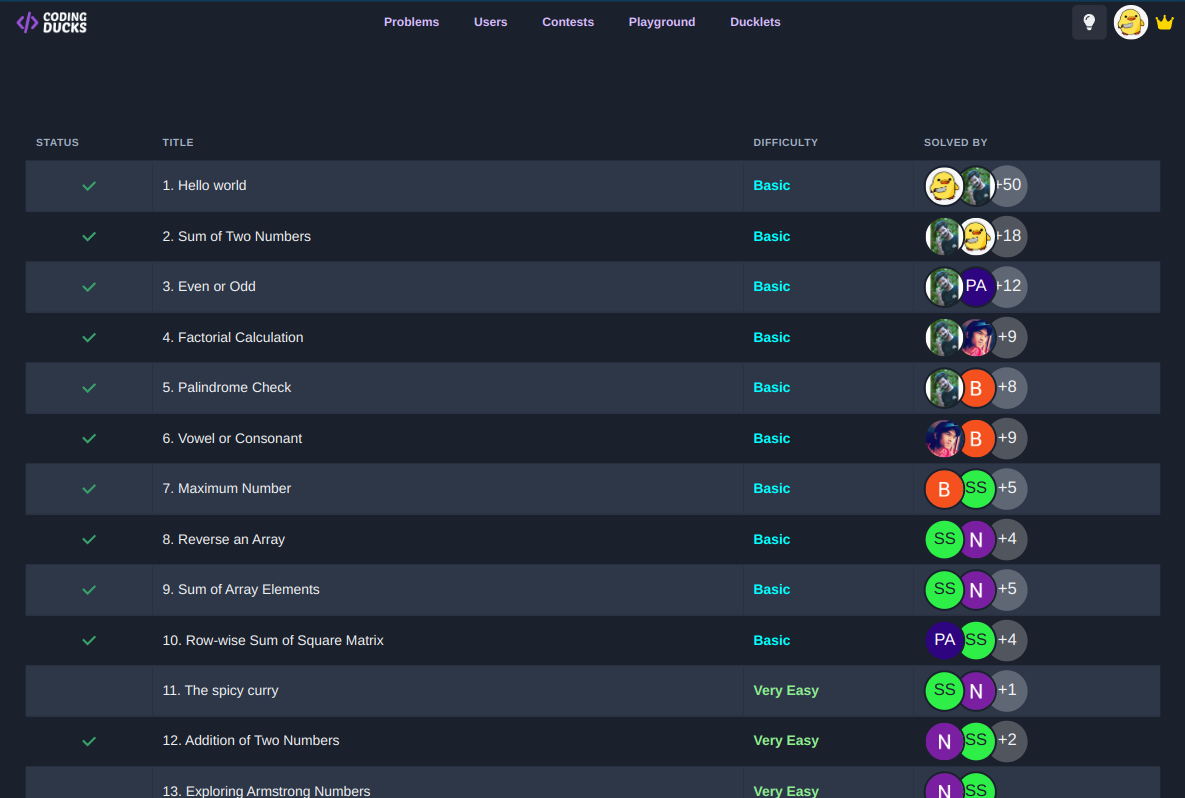 CODING
DUCKS
Problems Users Contests Playground Ducklets
STATUS TITLE DIFFICULTY SOLVED BY
1. Hello world Basic +50
2. Sum of Two Numbers Basic +18
3. Even or Odd Basic PA +12
4. Factorial Calculation Basic +9
5. Palindrome Check Basic B +8
6. Vowel or Consonant Basic B +9
7. Maximum Number Basic B SS +5
8. Reverse an Array Basic SS N +4
9. Sum of Array Elements Basic SS N +5
10. Row-wise Sum of Square Matrix Basic PA SS +4
11. The spicy curry Very Easy SS N +1
12. Addition of Two Numbers Very Easy N SS +2
13. Exploring Armstrong Numbers Very Easy N SS